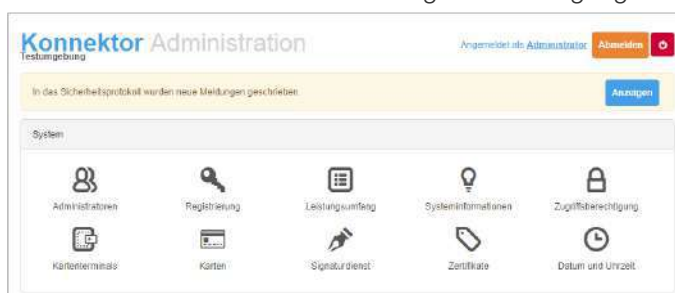 Konnektor Administration
Testumgebung
Angemeldet als Administrator
Abmelden
In das Sicherheitsprotokoll wurden neue Meldungen geschrieben
Anzeigen
System
Administratoren
Registrierung
Leistungsumfang
Systeminformationen
Zugriffsberechtigung
Kartenterminals
Karten
Signaturdienst
Zertifikate
Datum und Uhrzeit